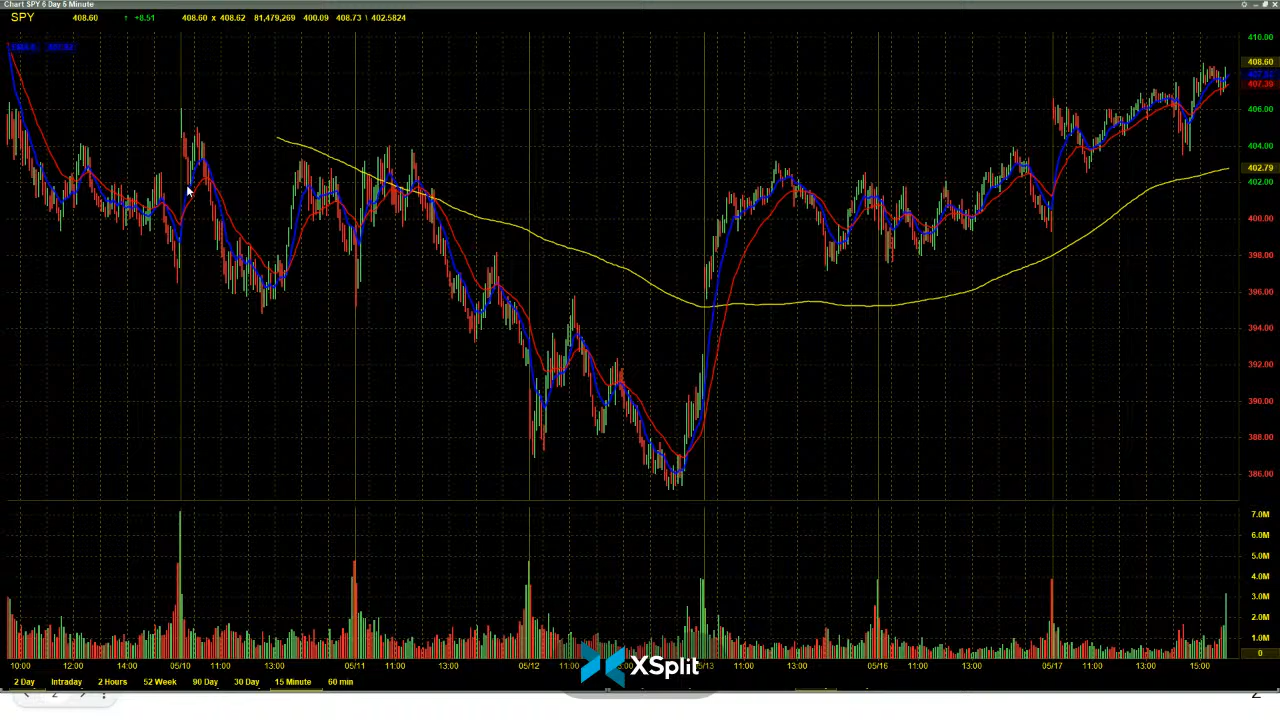 Chart SPY 6 Day 5 Minute
SPY 408.60 ↑ +8.51 408.60 x 408.62 81,479,269 400.09 408.73 \ 402.5824
410.00
408.60
407.39
406.00
404.00
402.79
402.00
400.00
398.00
396.00
394.00
392.00
390.00
388.00
386.00
7.0M
6.0M
5.0M
4.0M
3.0M
2.0M
1.0M
0
10:00 12:00 14:00 05/10 11:00 13:00 05/11 11:00 13:00 05/12 11:00 05/13 11:00 13:00 05/16 11:00 13:00 05/17 11:00 13:00 15:00
XSplit
2 Day Intraday 2 Hours 52 Week 90 Day 30 Day 15 Minute 60 min
2